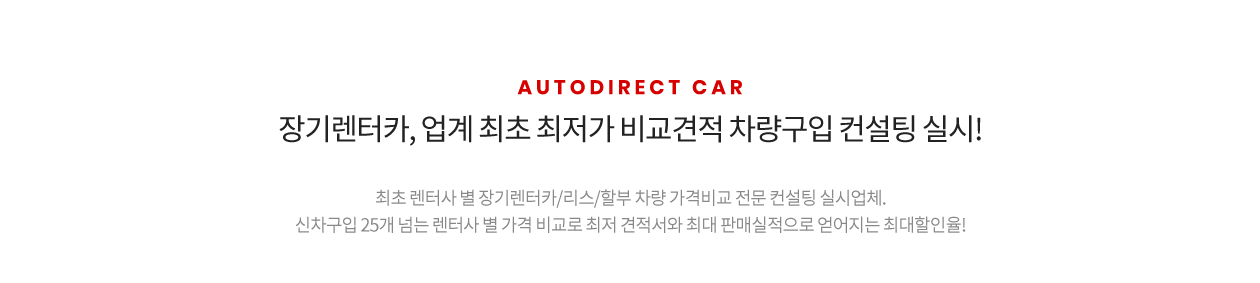 AUTODIRECT CAR
장기렌터카, 업계 최초 최저가 비교견적 차량구입 컨설팅 실시!
최초 렌터사 별 장기렌터카/리스/할부 차량 가격비교 전문 컨설팅 실시업체.
신차구입 25개 넘는 렌터사 별 가격 비교로 최저 견적서와 최대 판매실적으로 얻어지는 최대할인율!